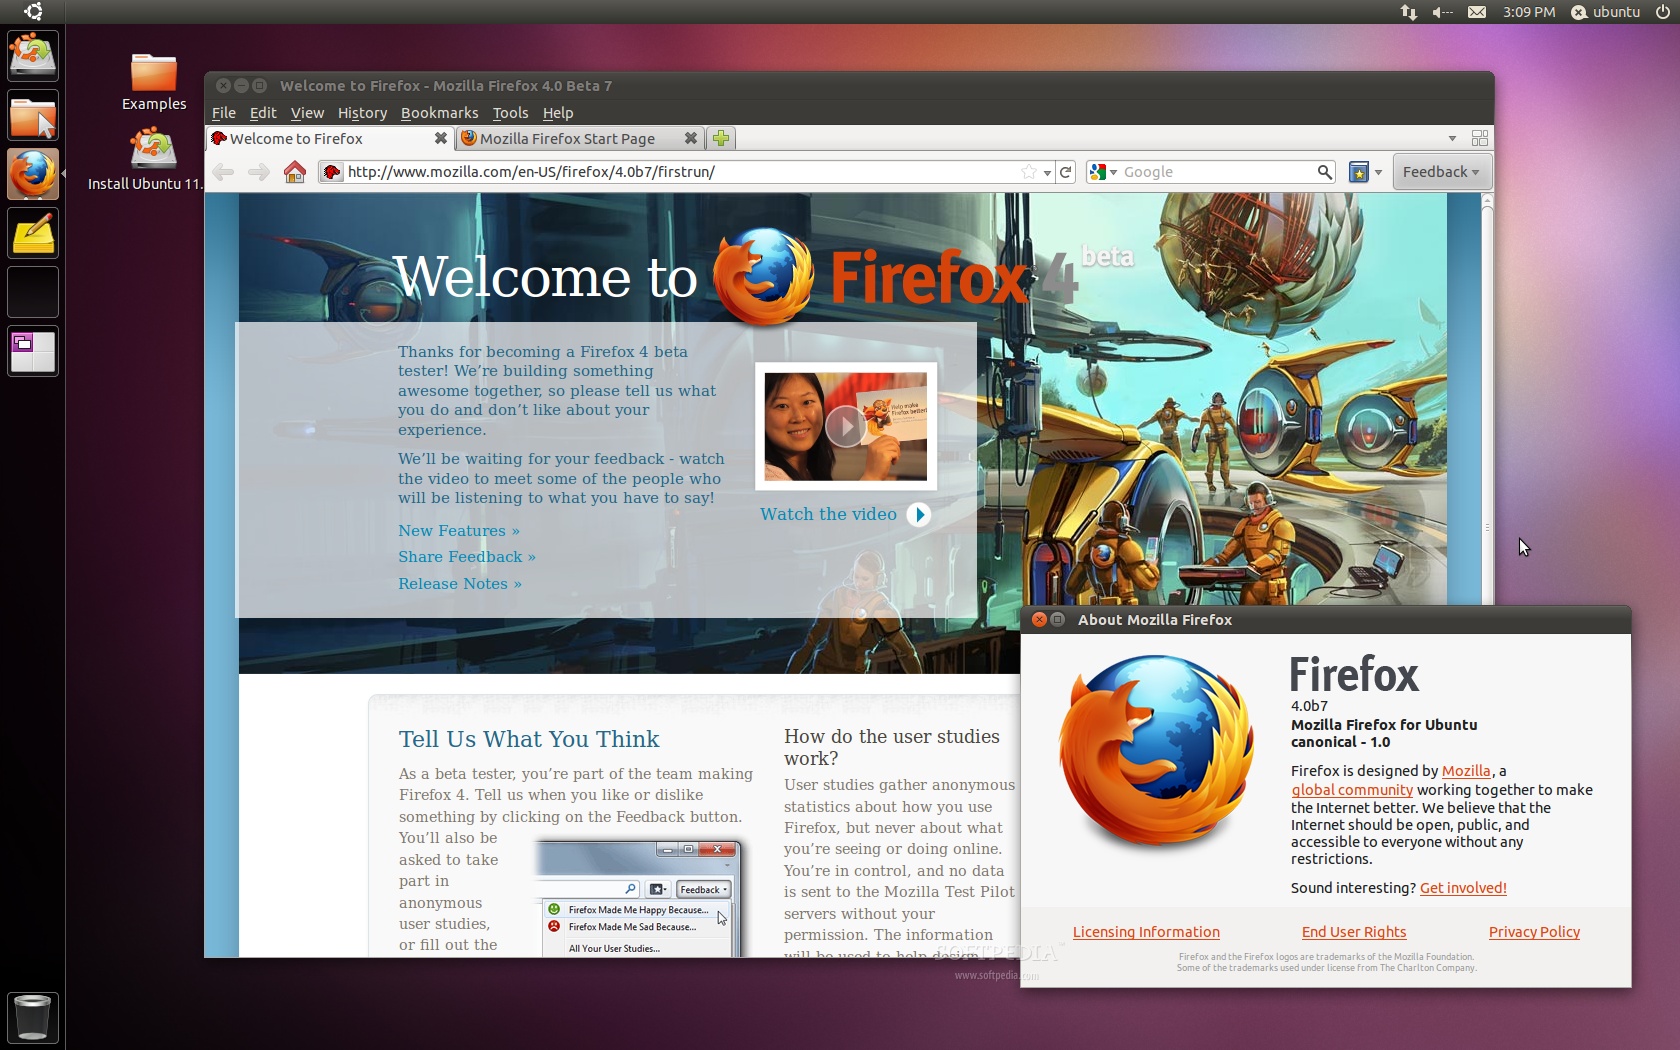 3:09 PM
ubuntu
Examples
Install Ubuntu 11.
Welcome to Firefox - Mozilla Firefox 4.0 Beta 7
File Edit View History Bookmarks Tools Help
Welcome to Firefox
Mozilla Firefox Start Page
http://www.mozilla.com/en-US/firefox/4.0b7/firstrun/
Google
Feedback
Welcome to Firefox 4 beta
Thanks for becoming a Firefox 4 beta
tester! We’re building something
awesome together, so please tell us what
you do and don’t like about your
experience.
We’ll be waiting for your feedback - watch
the video to meet some of the people who
will be listening to what you have to say!
New Features »
Share Feedback »
Release Notes »
Help make
Firefox better!
Watch the video
Tell Us What You Think
As a beta tester, you’re part of the team making
Firefox 4. Tell us when you like or dislike
something by clicking on the Feedback button.
You’ll also be
asked to take
part in
anonymous
user studies,
or fill out the
Feedback
Firefox Made Me Happy Because...
Firefox Made Me Sad Because...
All Your User Studies...
How do the user studies
work?
User studies gather anonymous
statistics about how you use
Firefox, but never about what
you’re seeing or doing online.
You’re in control, and no data
is sent to the Mozilla Test Pilot
servers without your
permission. The information
will be used to help design
SOFTPEDIA
www.softpedia.com
About Mozilla Firefox
Firefox
4.0b7
Mozilla Firefox for Ubuntu
canonical - 1.0
Firefox is designed by Mozilla, a
global community working together to make
the Internet better. We believe that the
Internet should be open, public, and
accessible to everyone without any
restrictions.
Sound interesting? Get involved!
Licensing Information
End User Rights
Privacy Policy
Firefox and the Firefox logos are trademarks of the Mozilla Foundation.
Some of the trademarks used under license from The Charlton Company.